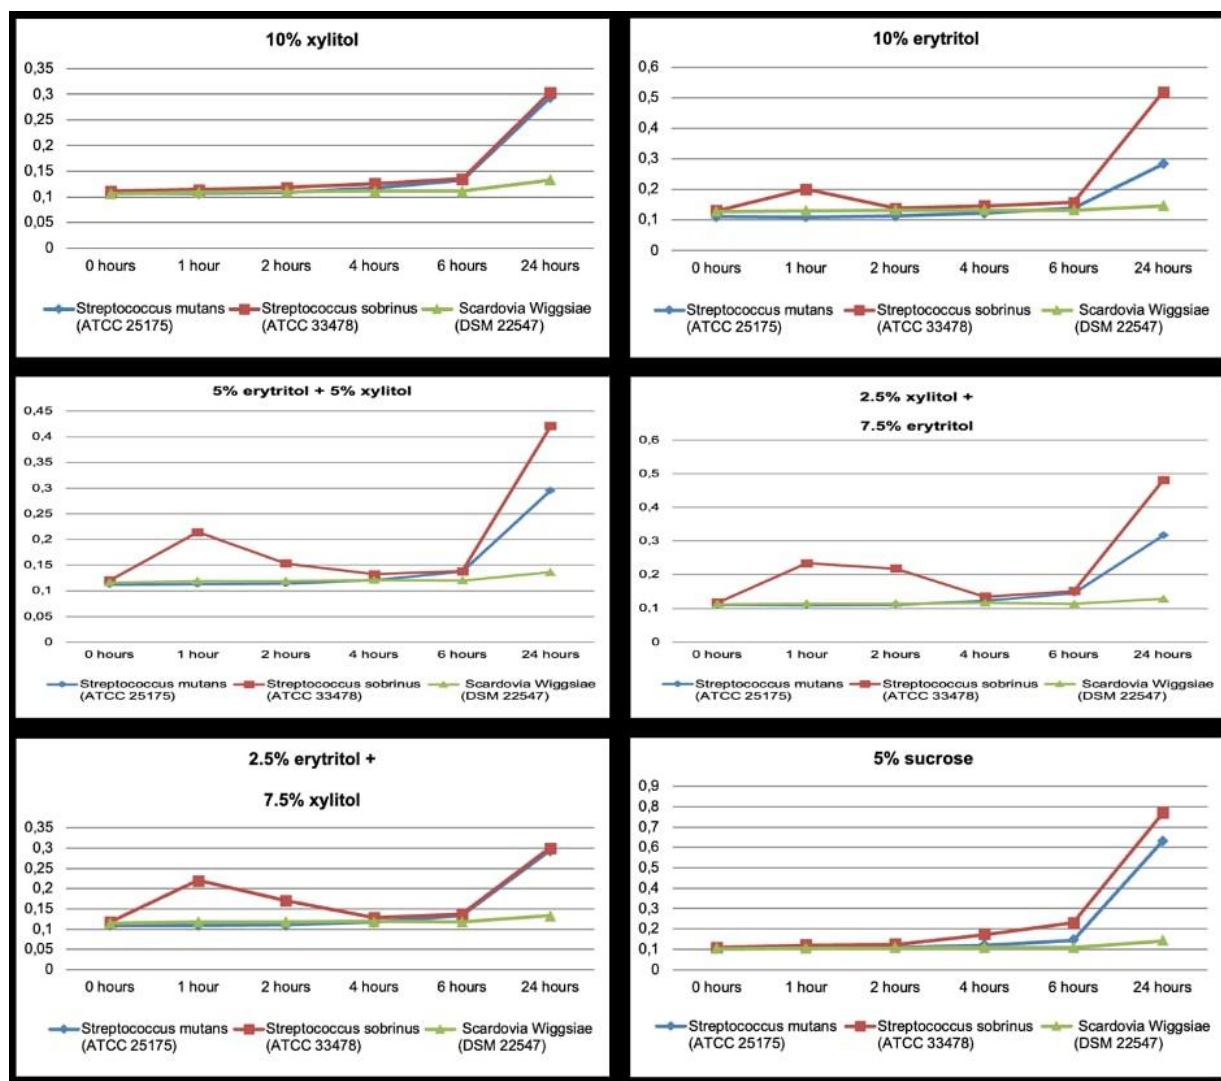 10% xylitol
0,35
0,3
0,25
0,2
0,15
0,1
0,05
0
0 hours 1 hour 2 hours 4 hours 6 hours 24 hours
Streptococcus mutans Streptococcus sobrinus Scardovia Wiggsiae
(ATCC 25175) (ATCC 33478) (DSM 22547)
10% erytritol
0,6
0,5
0,4
0,3
0,2
0,1
0
0 hours 1 hour 2 hours 4 hours 6 hours 24 hours
Streptococcus mutans Streptococcus sobrinus Scardovia Wiggsiae
(ATCC 25175) (ATCC 33478) (DSM 22547)
5% erytritol + 5% xylitol
0,45
0,4
0,35
0,3
0,25
0,2
0,15
0,1
0,05
0
0 hours 1 hour 2 hours 4 hours 6 hours 24 hours
Streptococcus mutans Streptococcus sobrinus Scardovia Wiggsiae
(ATCC 25175) (ATCC 33478) (DSM 22547)
2.5% xylitol +
7.5% erytritol
0,6
0,5
0,4
0,3
0,2
0,1
0
0 hours 1 hour 2 hours 4 hours 6 hours 24 hours
Streptococcus mutans Streptococcus sobrinus Scardovia Wiggsiae
(ATCC 25175) (ATCC 33478) (DSM 22547)
2.5% erytritol +
7.5% xylitol
0,35
0,3
0,25
0,2
0,15
0,1
0,05
0
0 hours 1 hour 2 hours 4 hours 6 hours 24 hours
Streptococcus mutans Streptococcus sobrinus Scardovia Wiggsiae
(ATCC 25175) (ATCC 33478) (DSM 22547)
5% sucrose
0,9
0,8
0,7
0,6
0,5
0,4
0,3
0,2
0,1
0
0 hours 1 hour 2 hours 4 hours 6 hours 24 hours
Streptococcus mutans Streptococcus sobrinus Scardovia Wiggsiae
(ATCC 25175) (ATCC 33478) (DSM 22547)